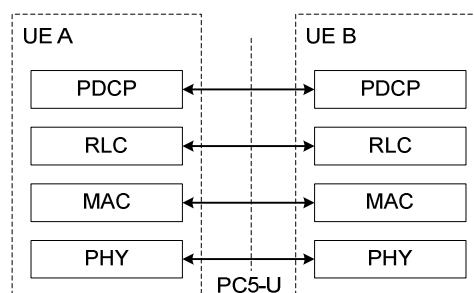 UE A UE B
PDCP PDCP
RLC RLC
MAC MAC
PHY PHY
PC5-U